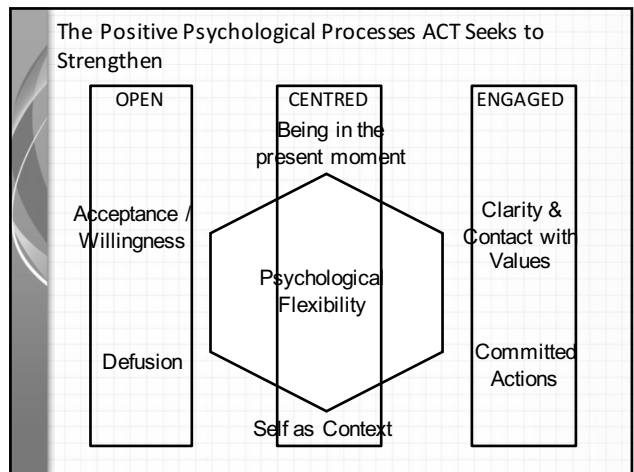 The Positive Psychological Processes ACT Seeks to
Strengthen
OPEN
CENTRED
ENGAGED
Being in the
present moment
Acceptance /
Willingness
Clarity &
Contact with
Values
Psychological
Flexibility
Defusion
Committed
Actions
Self as Context